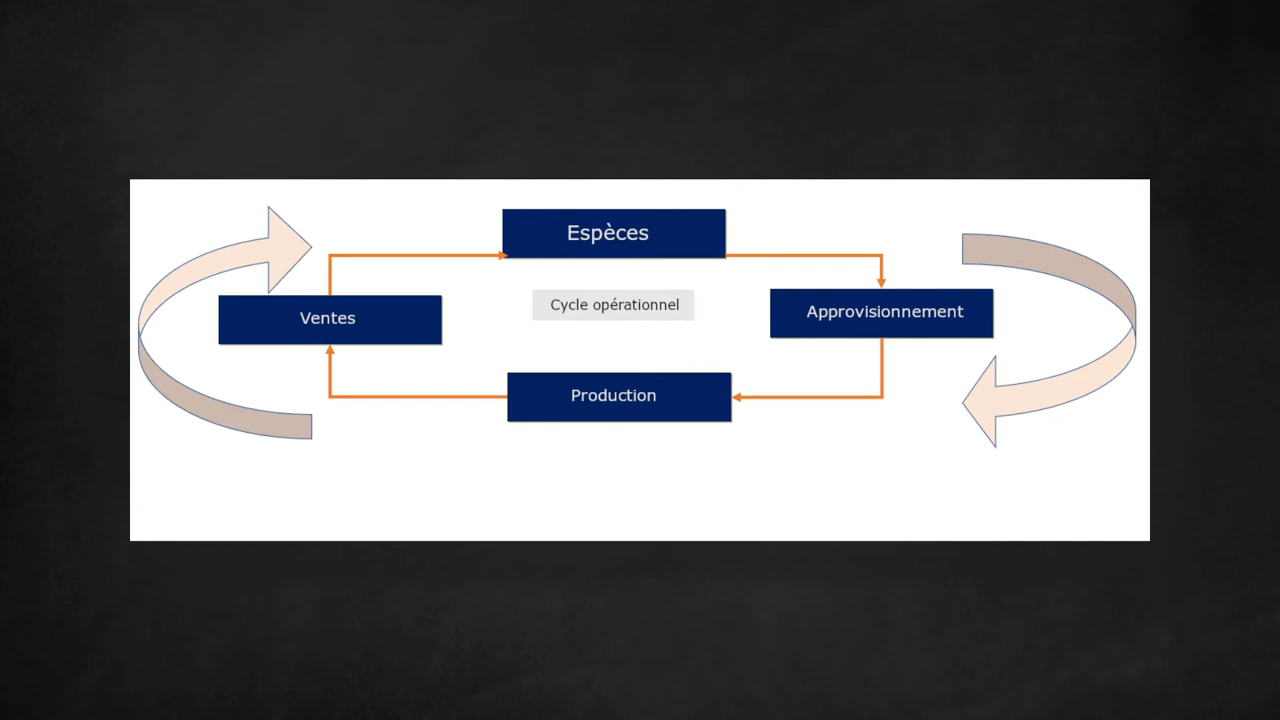 Espèces
Cycle opérationnel
Ventes
Approvisionnement
Production